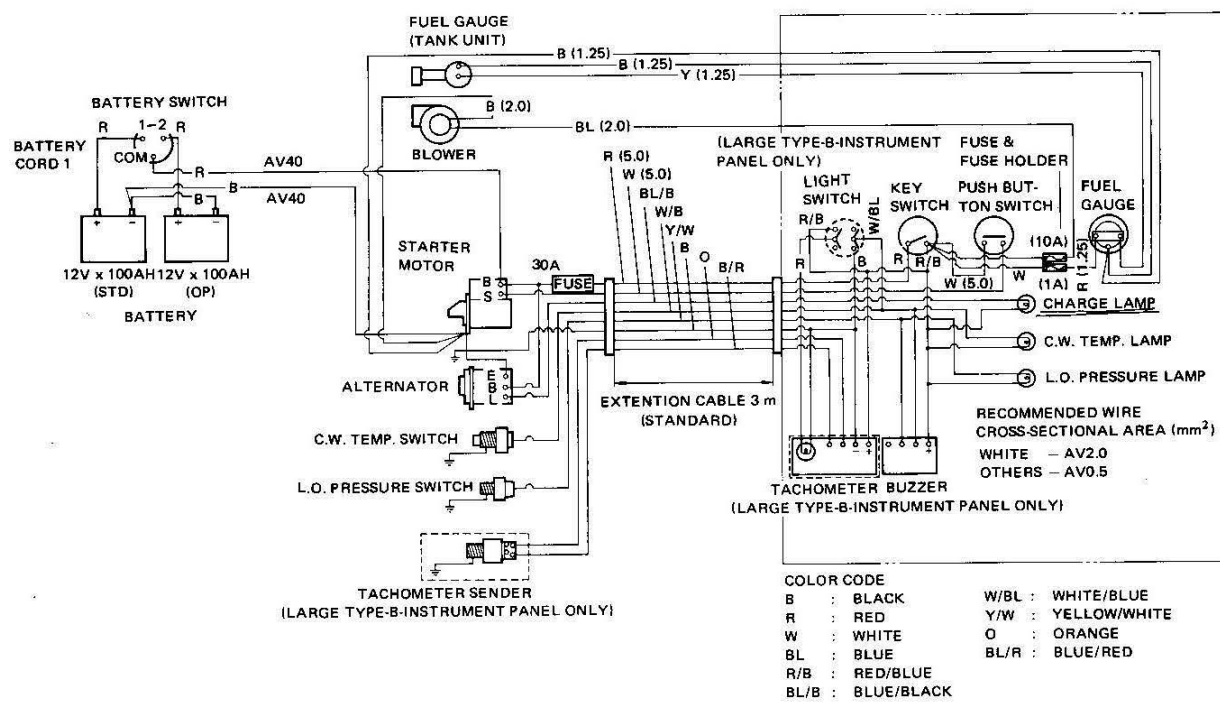 FUEL GAUGE
(TANK UNIT)
B (1.25)
B (1.25)
Y (1.25)
BATTERY SWITCH
R 1-2 R
BATTERY
CORD 1
COM
B (2.0)
BLOWER
BL (2.0)
R AV40
B AV40
B
+ - + -
12V x 100AH
(STD)
12V x 100AH
(OP)
BATTERY
STARTER
MOTOR
B
S
30A
FUSE
R (5.0)
W (5.0)
BL/B
W/B
Y/W
B
O
B/R
(LARGE TYPE-B-INSTRUMENT
PANEL ONLY)
LIGHT
SWITCH
R/B
W/BL
R
B
KEY
SWITCH
R
R/B
FUSE &
FUSE HOLDER
PUSH BUT-
TON SWITCH
W (5.0)
W
(10A)
(1A)
R (1.25)
FUEL
GAUGE
CHARGE LAMP
C.W. TEMP. LAMP
L.O. PRESSURE LAMP
ALTERNATOR
E
B
L
EXTENTION CABLE 3 m
(STANDARD)
C.W. TEMP. SWITCH
L.O. PRESSURE SWITCH
RECOMMENDED WIRE
CROSS-SECTIONAL AREA (mm²)
WHITE – AV2.0
OTHERS – AV0.5
- +
+
TACHOMETER BUZZER
(LARGE TYPE-B-INSTRUMENT PANEL ONLY)
TACHOMETER SENDER
(LARGE TYPE-B-INSTRUMENT PANEL ONLY)
COLOR CODE
B : BLACK
R : RED
W : WHITE
BL : BLUE
R/B : RED/BLUE
BL/B : BLUE/BLACK
W/BL : WHITE/BLUE
Y/W : YELLOW/WHITE
O : ORANGE
BL/R : BLUE/RED